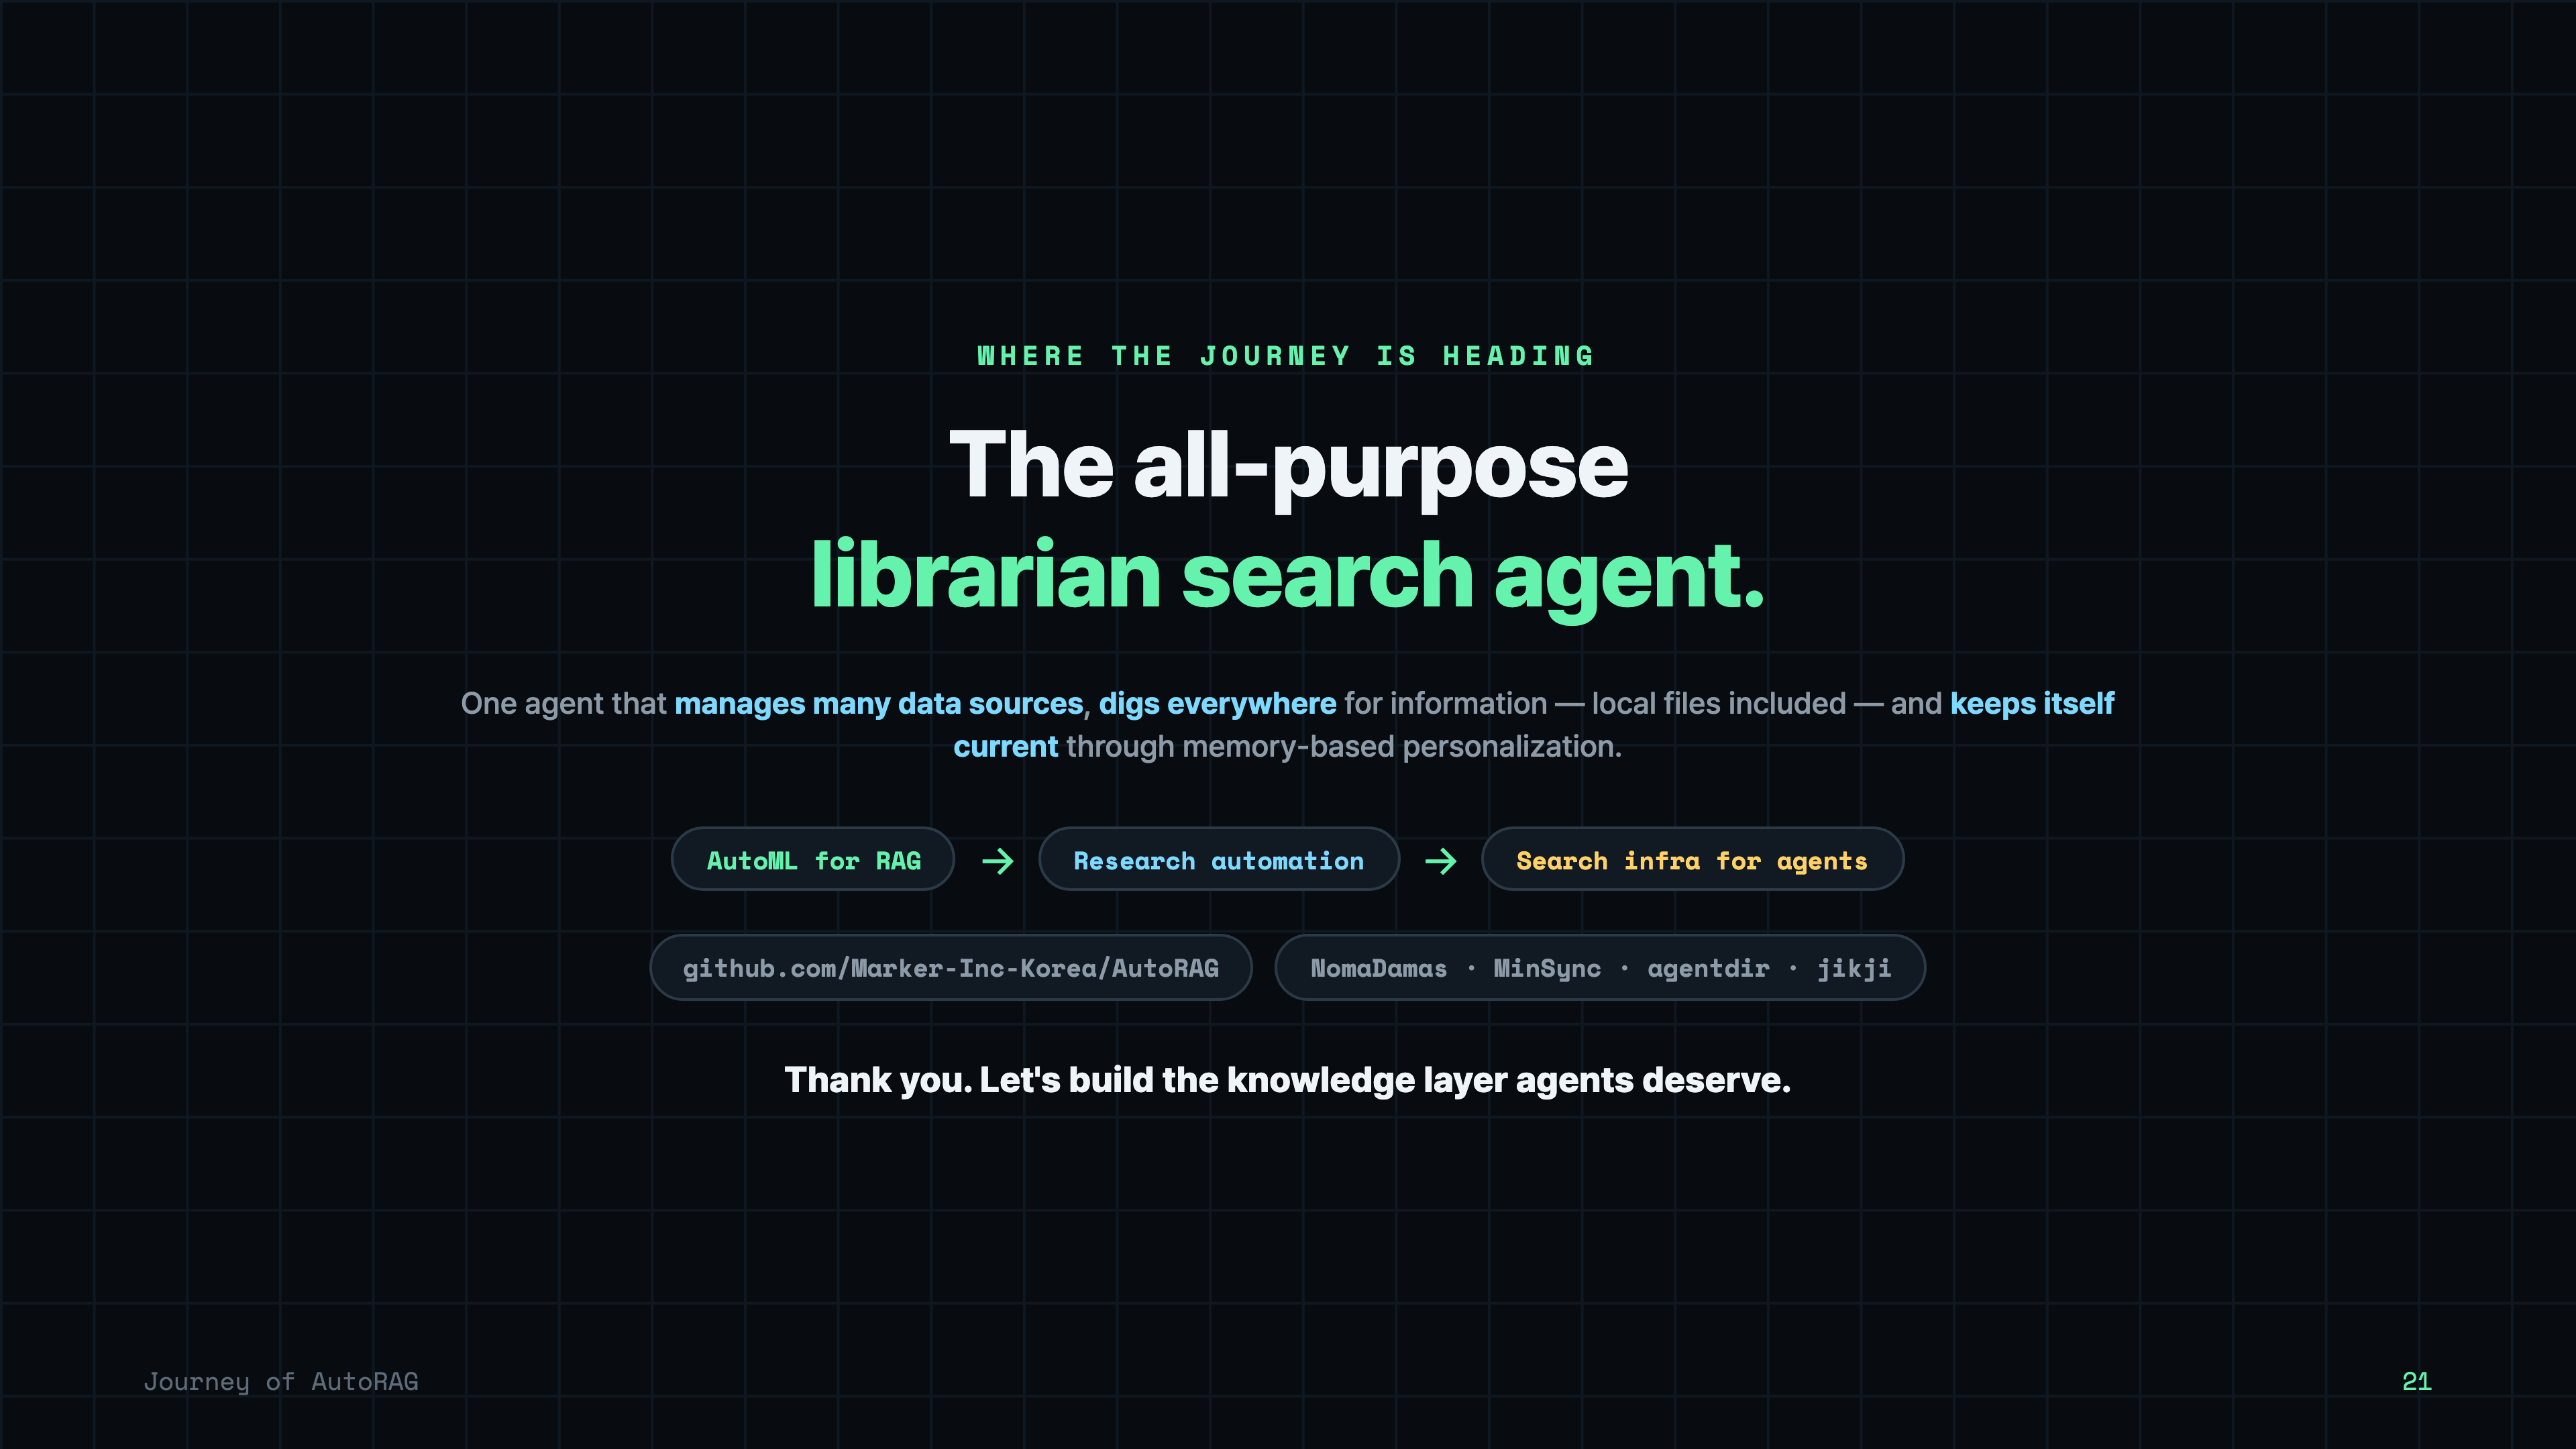 WHERE THE JOURNEY IS HEADING
The all-purpose
librarian search agent.
One agent that manages many data sources, digs everywhere for information — local files included — and keeps itself
current through memory-based personalization.
AutoML for RAG → Research automation → Search infra for agents
github.com/Marker-Inc-Korea/AutoRAG NomaDamas · MinSync · agentdir · jikji
Thank you. Let's build the knowledge layer agents deserve.
Journey of AutoRAG 21